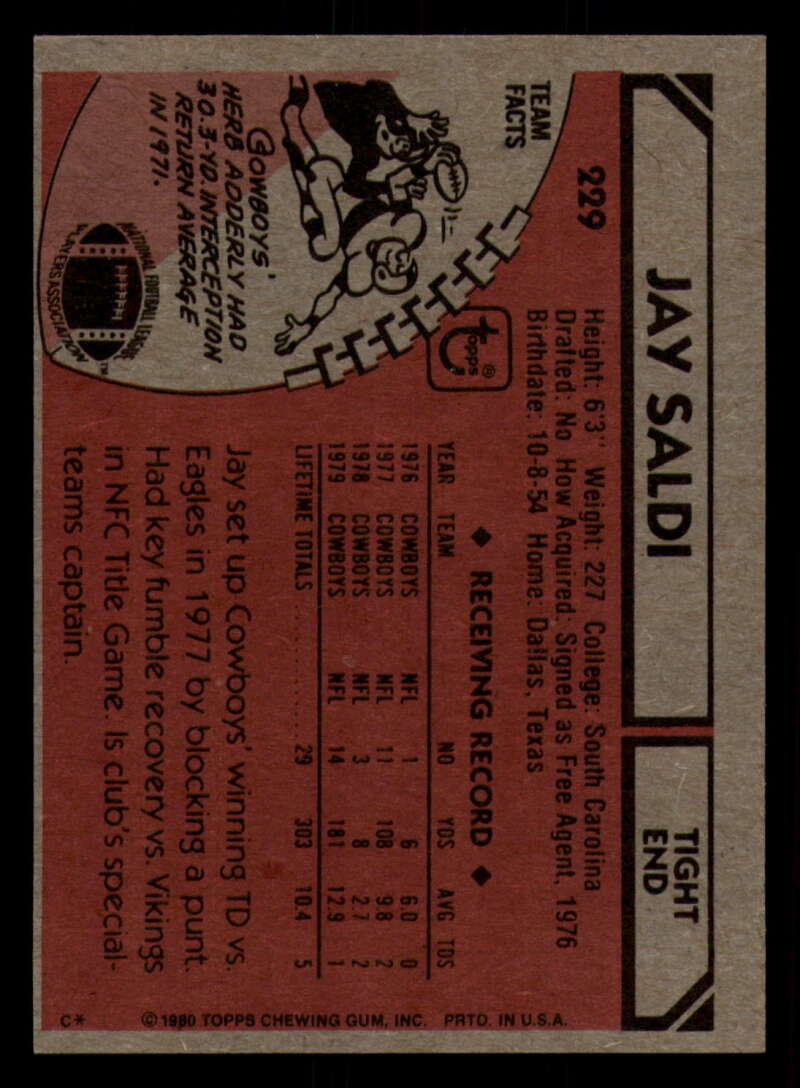 229
JAY SALDI
TIGHT
END
Height: 6'3" Weight: 227 College: South Carolina
Drafted: No How Acquired: Signed as Free Agent, 1976
Birthdate: 10-8-54 Home: Dallas, Texas
TEAM
FACTS
COWBOYS'
HERB ADDERLY HAD
30.3-YD. INTERCEPTION
RETURN AVERAGE
IN 1971.
NATIONAL FOOTBALL LEAGUE
PLAYERS ASSOCIATION
TM
topps®
◆ RECEIVING RECORD ◆
YEAR TEAM NO YDS AVG TDS
1976 COWBOYS NFL 1 6 6.0 0
1977 COWBOYS NFL 11 108 9.8 2
1978 COWBOYS NFL 3 8 2.7 2
1979 COWBOYS NFL 14 181 12.9 1
LIFETIME TOTALS .......... 29 303 10.4 5
Jay set up Cowboys' winning TD vs.
Eagles in 1977 by blocking a punt.
Had key fumble recovery vs. Vikings
in NFC Title Game. Is club's special-
teams captain.
C* © 1980 TOPPS CHEWING GUM, INC. PRTD. IN U.S.A.